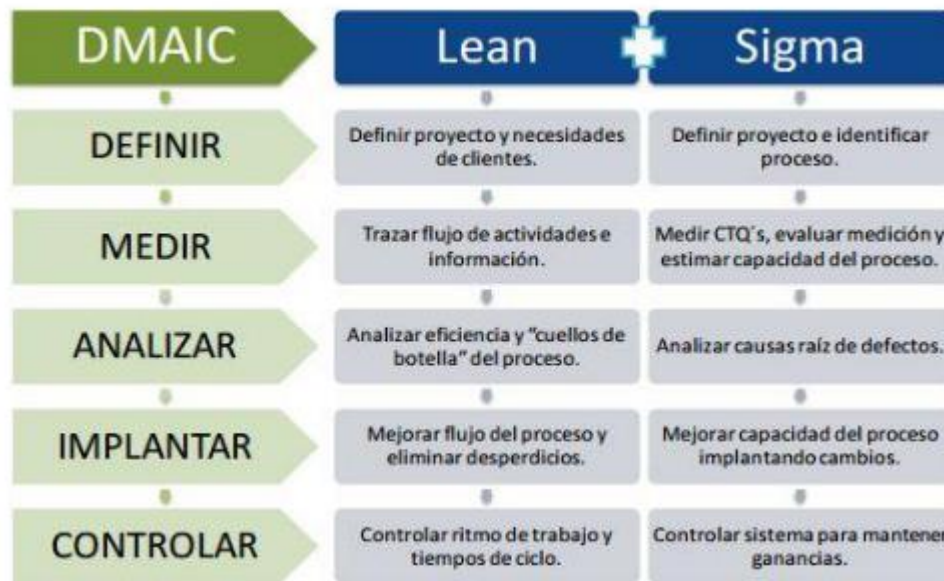 DMAIC
Lean
Sigma
DEFINIR
Definir proyecto y necesidades
de clientes.
Definir proyecto e identificar
proceso.
MEDIR
Trazar flujo de actividades e
información.
Medir CTQ´s, evaluar medición y
estimar capacidad del proceso.
ANALIZAR
Analizar eficiencia y “cuellos de
botella” del proceso.
Analizar causas raíz de defectos.
IMPLANTAR
Mejorar flujo del proceso y
eliminar desperdicios.
Mejorar capacidad del proceso
implantando cambios.
CONTROLAR
Controlar ritmo de trabajo y
tiempos de ciclo.
Controlar sistema para mantener
ganancias.